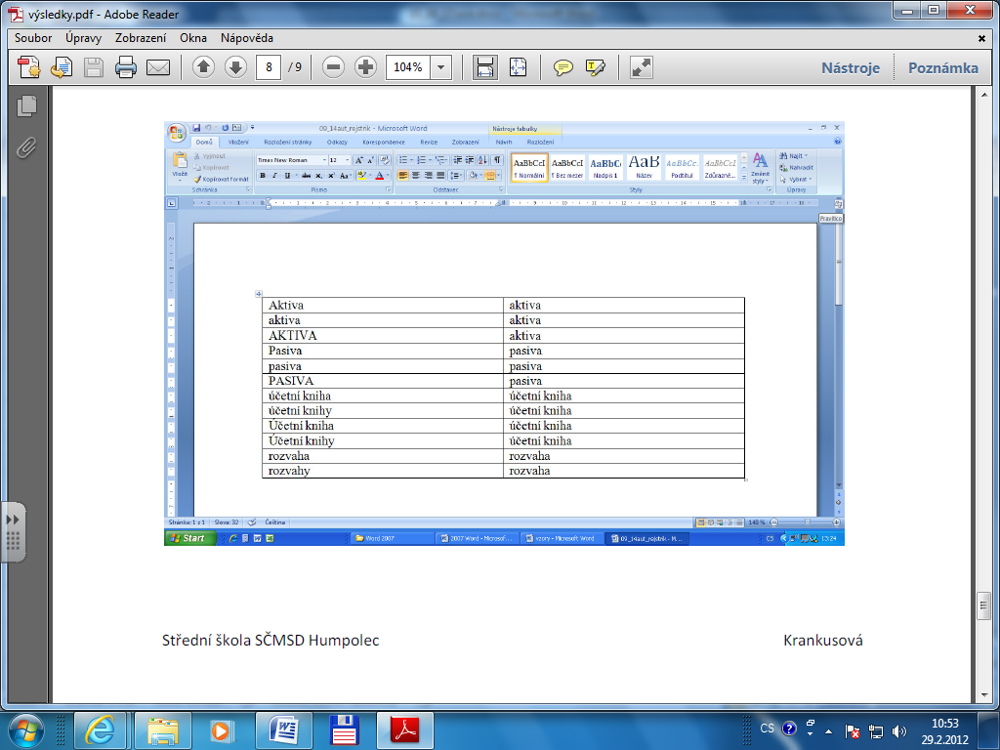 výsledky.pdf - Adobe Reader
Soubor Úpravy Zobrazení Okna Nápověda
8 / 9 104% Nástroje Poznámka
09_14aut_rejstrik - Microsoft Word Nástroje tabulky
Domů Vložení Rozložení stránky Odkazy Korespondence Revize Zobrazení Návrh Rozložení
Vložit
Vyjmout
Kopírovat
Kopírovat formát
Schránka
Times New Roman 12
Písmo
Odstavec
AaBbCcI AaBbCcI AaBbC AaB AaBbCc. AaBbCcI
¶ Normální ¶ Bez mezer Nadpis 1 Název Podtitul Zdůrazně...
Změnit styly
Styly
Najít
Nahradit
Vybrat
Úpravy
Pravítko
Aktiva aktiva
aktiva aktiva
AKTIVA aktiva
Pasiva pasiva
pasiva pasiva
PASIVA pasiva
účetní kniha účetní kniha
účetní knihy účetní kniha
Účetní kniha účetní kniha
Účetní knihy účetní kniha
rozvaha rozvaha
rozvahy rozvaha
Stránka: 1 z 1 Slova: 32 Čeština 148 %
Start Word 2007 2007 Word - Microsof... vzory - Microsoft Word 09_14aut_rejstrik - M... CS 13:24
Střední škola SČMSD Humpolec Krankusová
CS 10:53
29.2.2012